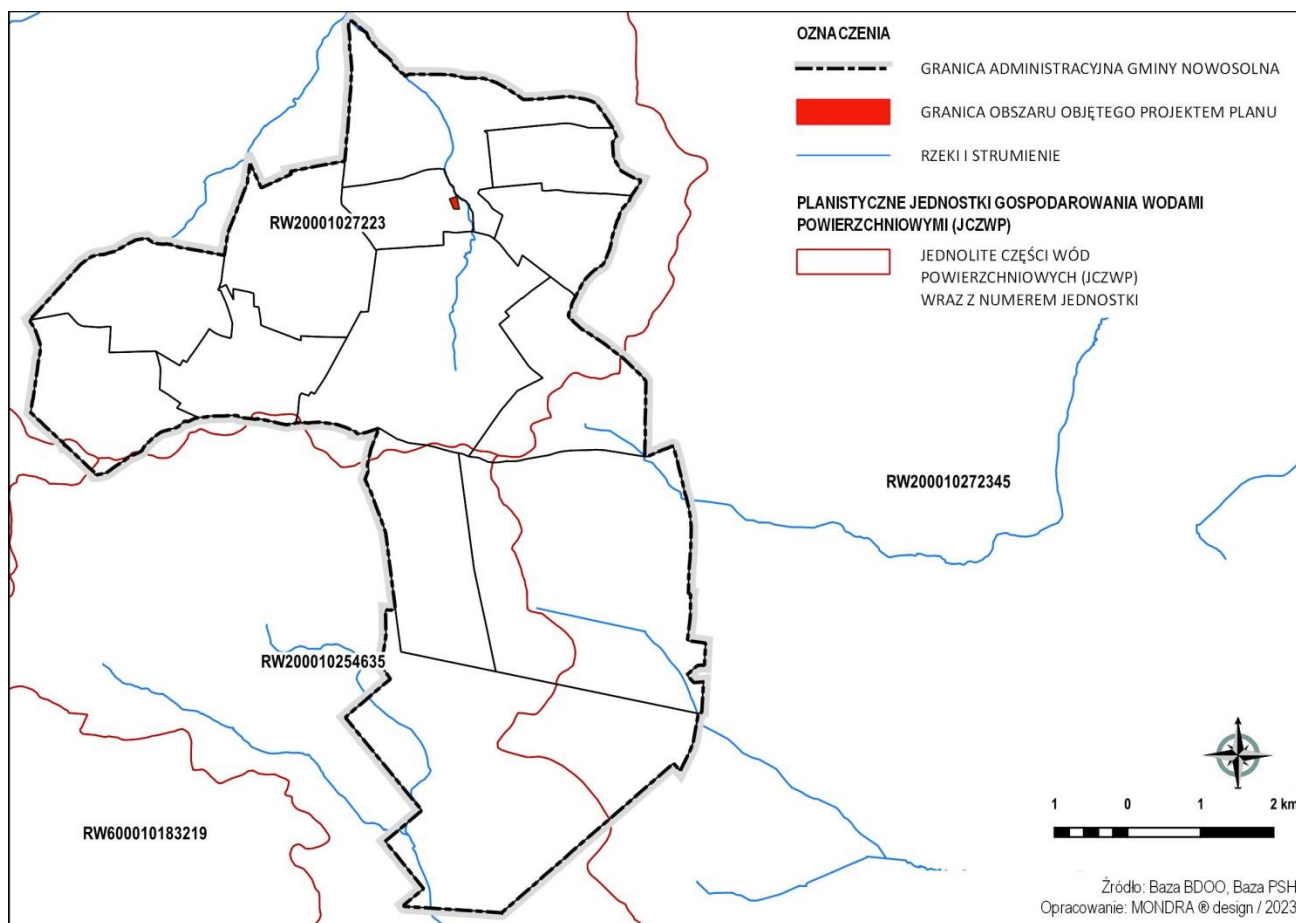 OZNACZENIA
GRANICA ADMINISTRACYJNA GMINY NOWOSOLNA
GRANICA OBSZARU OBJĘTEGO PROJEKTEM PLANU
RZEKI I STRUMIENIE
PLANISTYCZNE JEDNOSTKI GOSPODAROWANIA WODAMI
POWIERZCHNIOWYMI (JCZWP)
JEDNOLITE CZĘŚCI WÓD
POWIERZCHNIOWYCH (JCZWP)
WRAZ Z NUMEREM JEDNOSTKI
RW20001027223
RW200010272345
RW200010254635
RW600010183219
1 0 1 2 km
Źródło: Baza BDOO, Baza PSH
Opracowanie: MONDRA ® design / 2023